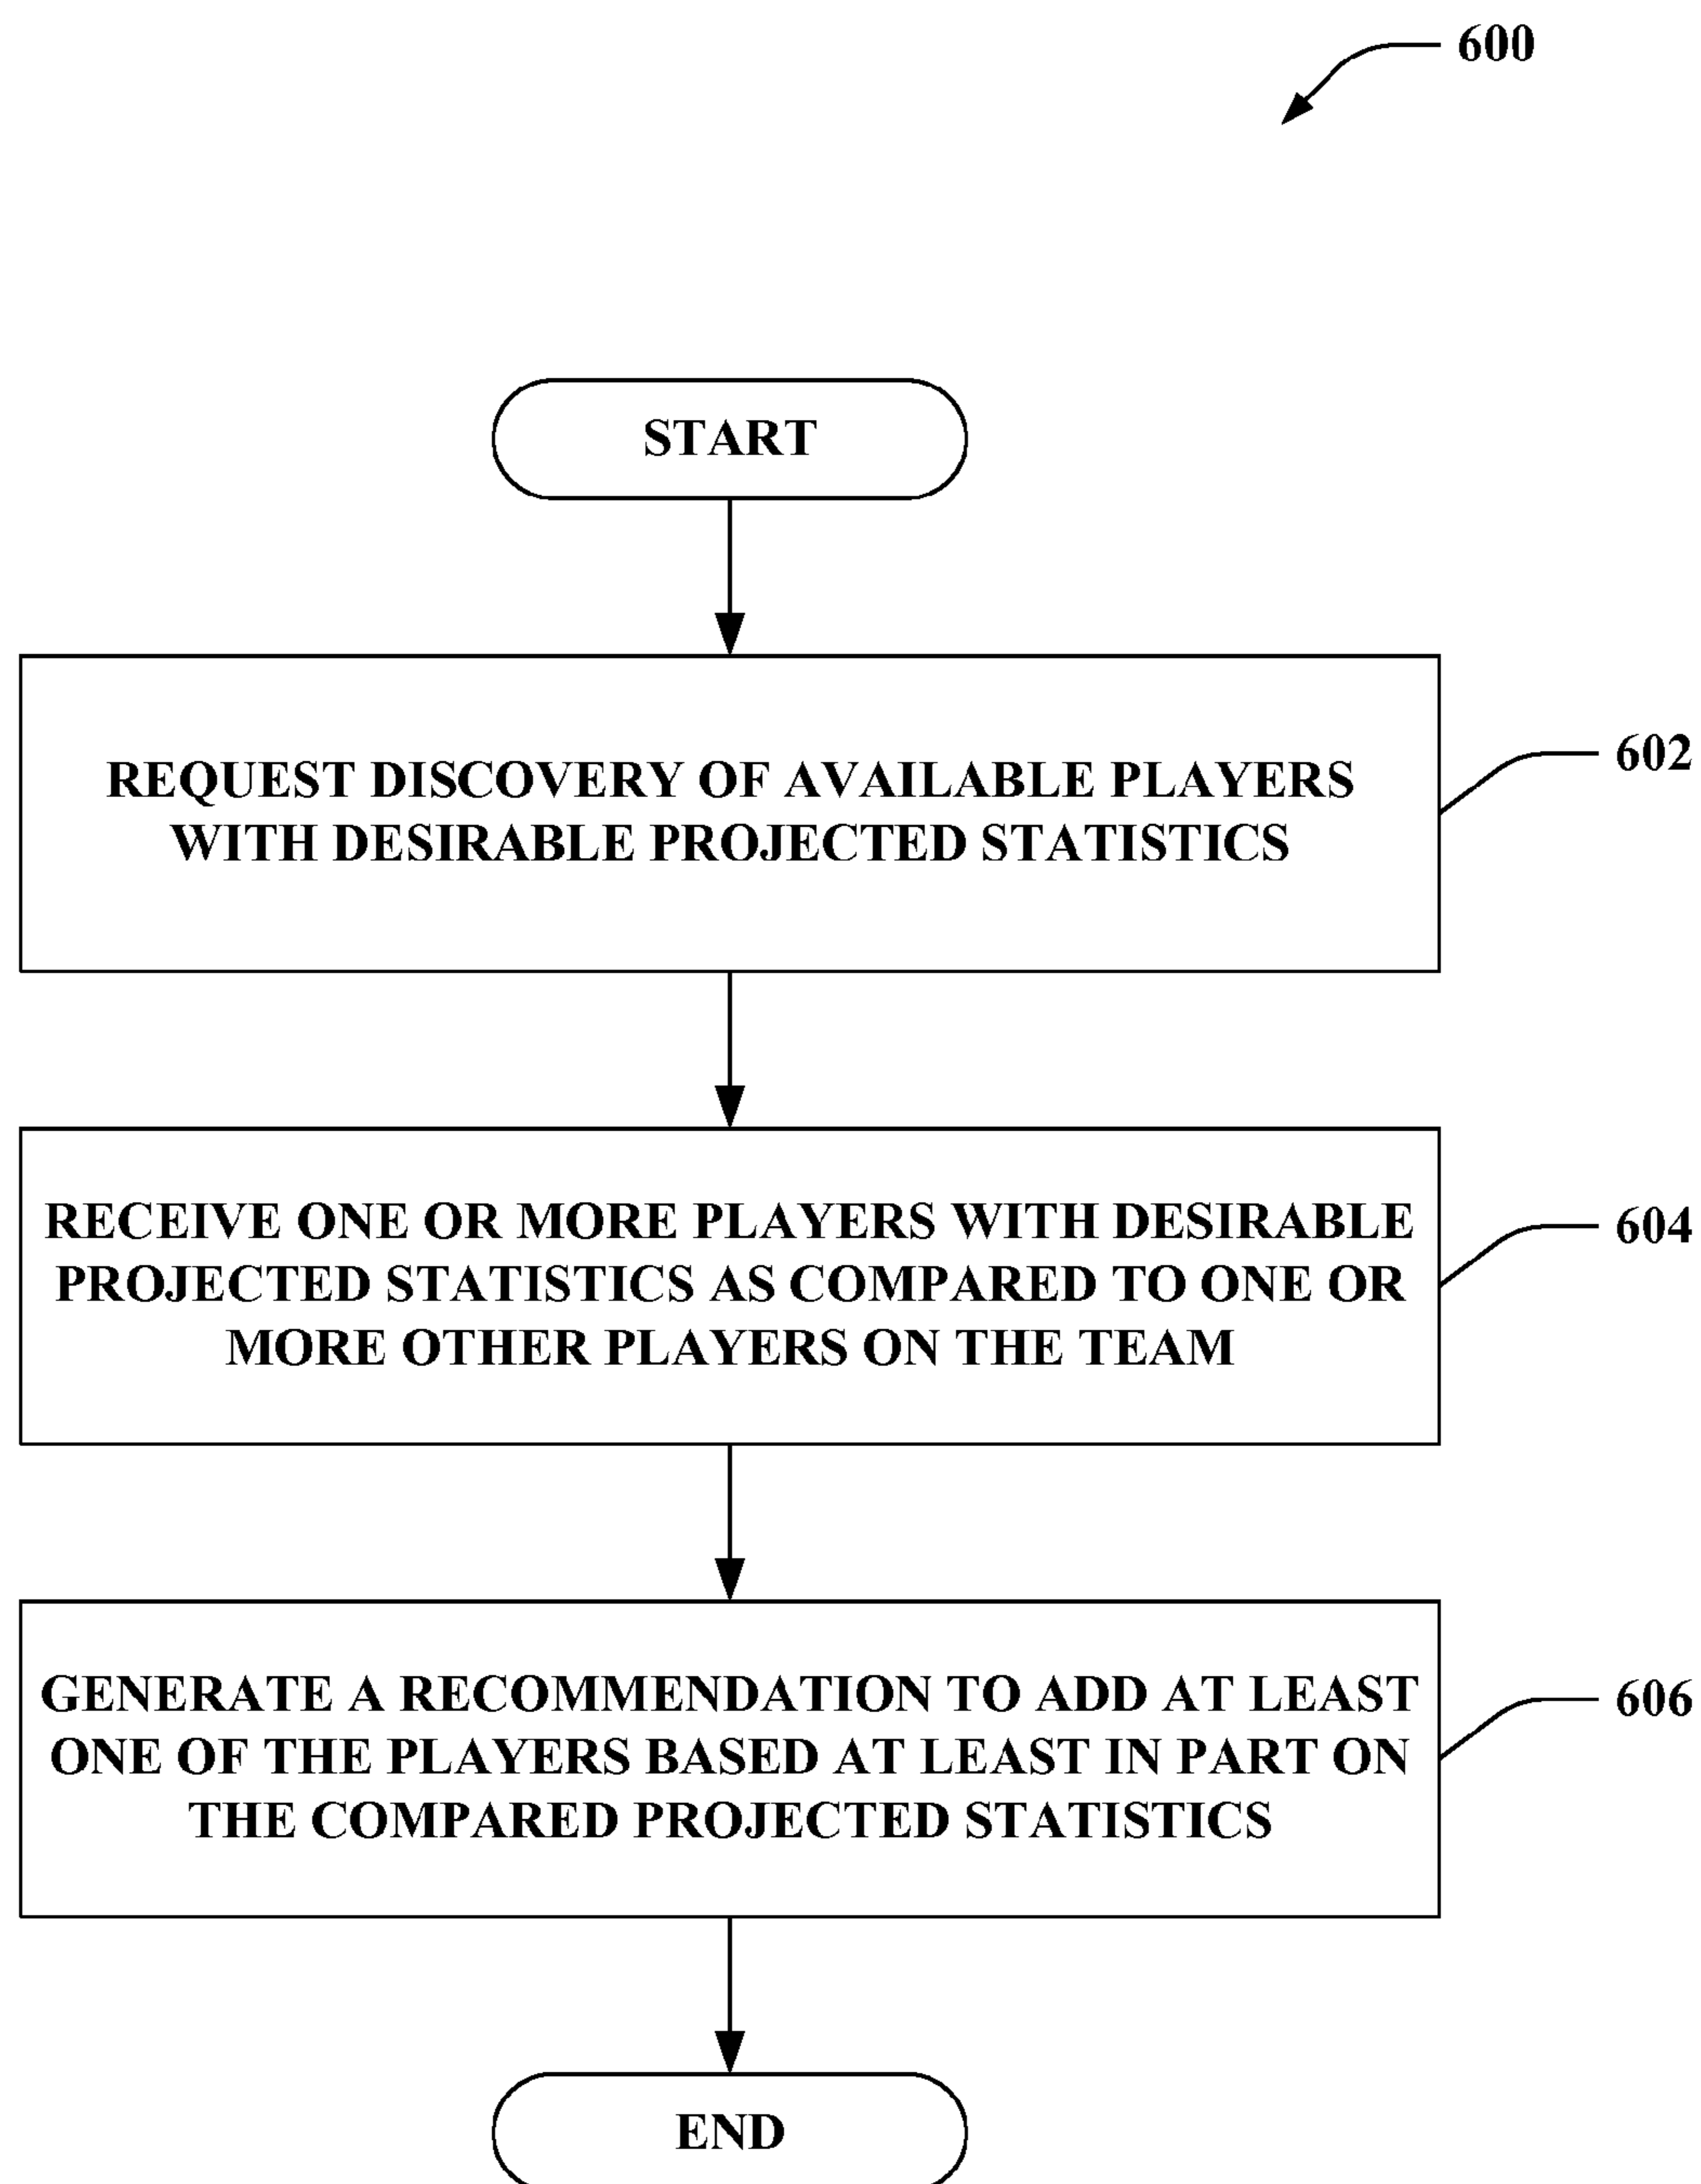 600
START
REQUEST DISCOVERY OF AVAILABLE PLAYERS
WITH DESIRABLE PROJECTED STATISTICS
602
RECEIVE ONE OR MORE PLAYERS WITH DESIRABLE
PROJECTED STATISTICS AS COMPARED TO ONE OR
MORE OTHER PLAYERS ON THE TEAM
604
GENERATE A RECOMMENDATION TO ADD AT LEAST
ONE OF THE PLAYERS BASED AT LEAST IN PART ON
THE COMPARED PROJECTED STATISTICS
606
END